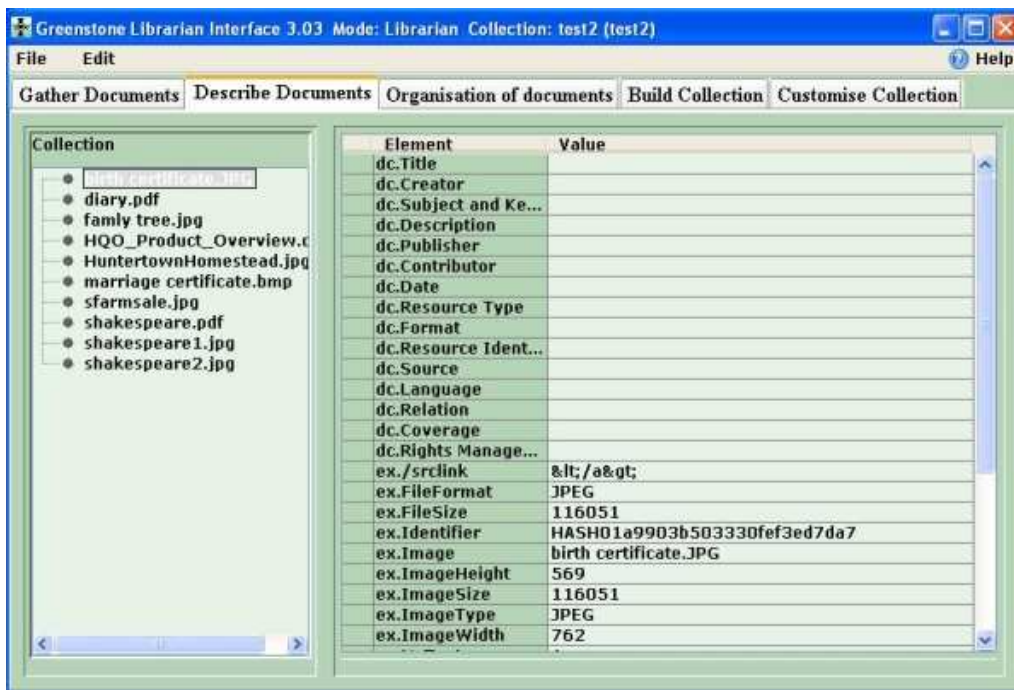 Greenstone Librarian Interface 3.03 Mode: Librarian Collection: test2 (test2)
File Edit Help
Gather Documents Describe Documents Organisation of documents Build Collection Customise Collection
Collection
birth certificate.JPG
diary.pdf
famly tree.jpg
HQO_Product_Overview.c
HuntertownHomestead.jpg
marriage certificate.bmp
sfarmsale.jpg
shakespeare.pdf
shakespeare1.jpg
shakespeare2.jpg
Element Value
dc.Title
dc.Creator
dc.Subject and Ke...
dc.Description
dc.Publisher
dc.Contributor
dc.Date
dc.Resource Type
dc.Format
dc.Resource Ident...
dc.Source
dc.Language
dc.Relation
dc.Coverage
dc.Rights Manage...
ex./srclink &lt;/a&gt;
ex.FileFormat JPEG
ex.FileSize 116051
ex.Identifier HASH01a9903b503330fef3ed7da7
ex.Image birth certificate.JPG
ex.ImageHeight 569
ex.ImageSize 116051
ex.ImageType JPEG
ex.ImageWidth 762